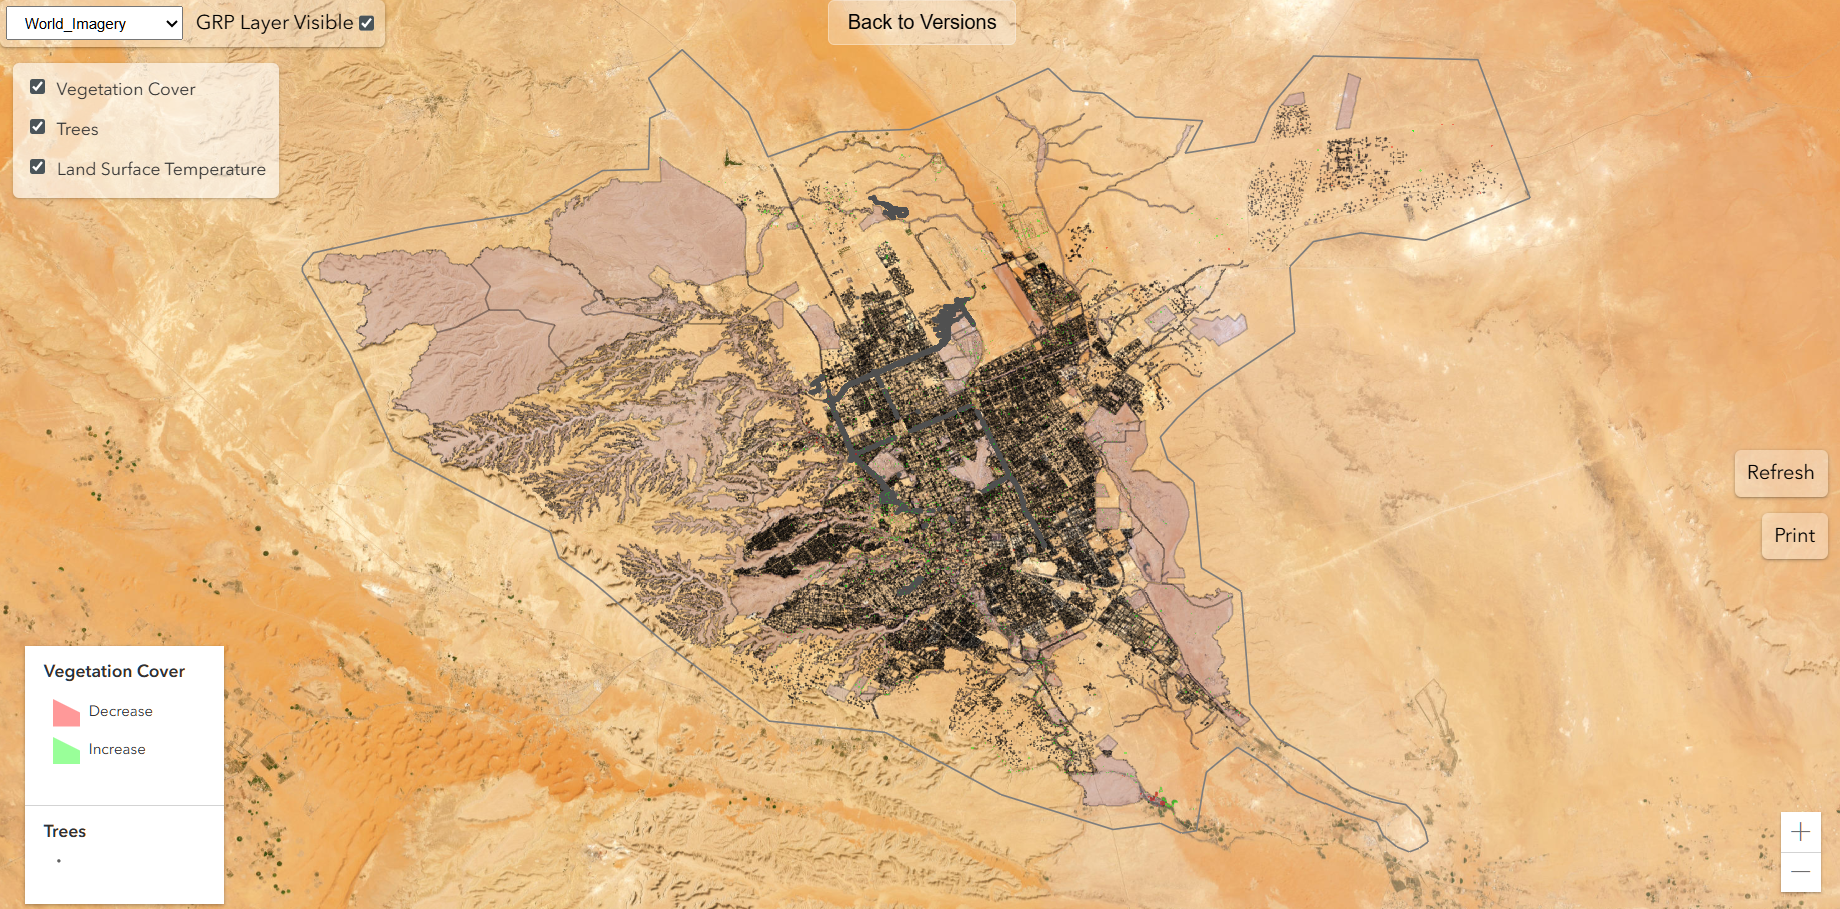 World_Imagery
GRP Layer Visible
Back to Versions
Vegetation Cover
Trees
Land Surface Temperature
Refresh
Print
Vegetation Cover
Decrease
Increase
Trees
+
−